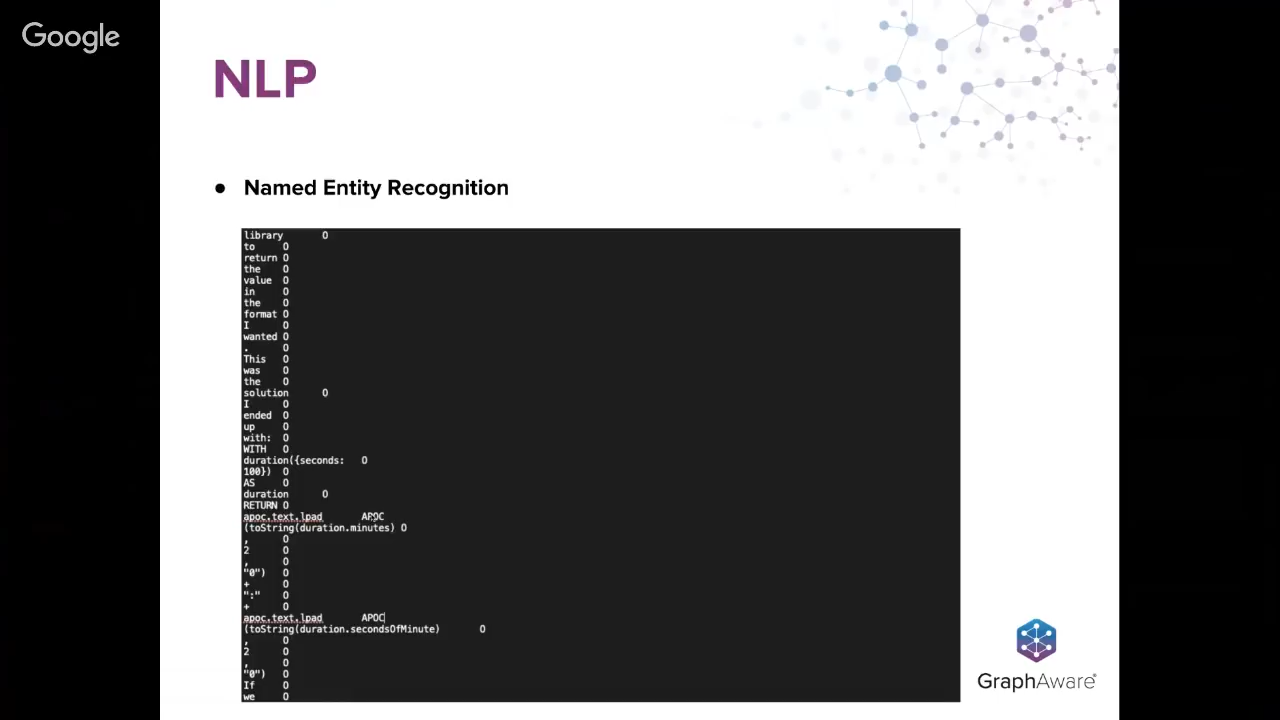 Google
NLP
● Named Entity Recognition
library 0
to 0
return 0
the 0
value 0
in 0
the 0
format 0
I 0
wanted 0
. 0
This 0
was 0
the 0
solution 0
I 0
ended 0
up 0
with: 0
WITH 0
duration({seconds: 0
100}) 0
AS 0
duration 0
RETURN 0
apoc.text.lpad APOC
(toString(duration.minutes) 0
, 0
2 0
, 0
"0") 0
+ 0
":" 0
+ 0
apoc.text.lpad APOC
(toString(duration.secondsOfMinute) 0
, 0
2 0
, 0
"0") 0
If 0
we 0
GraphAware®